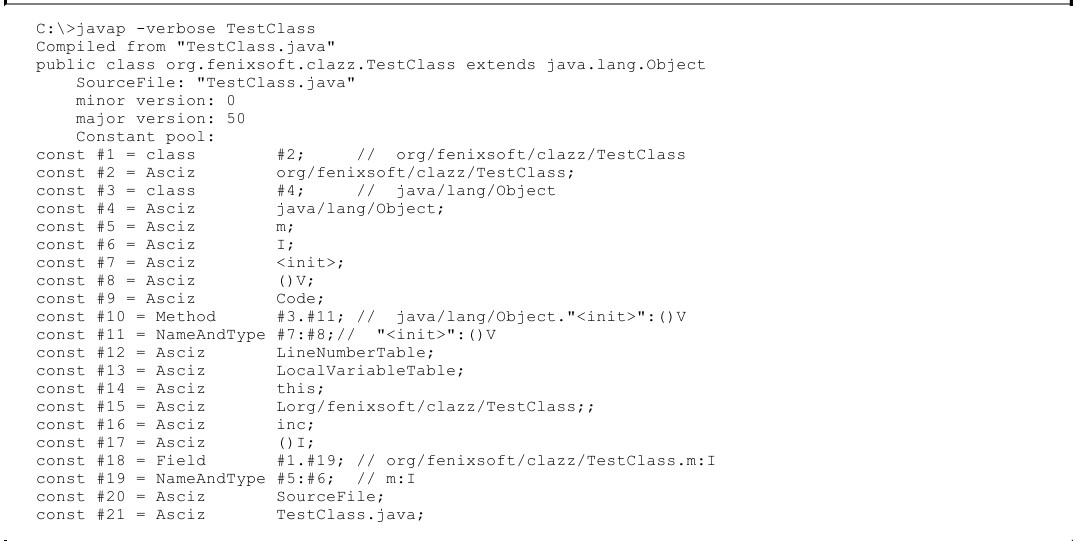 C:\>javap -verbose TestClass
Compiled from "TestClass.java"
public class org.fenixsoft.clazz.TestClass extends java.lang.Object
    SourceFile: "TestClass.java"
    minor version: 0
    major version: 50
    Constant pool:
const #1 = class        #2;     //  org/fenixsoft/clazz/TestClass
const #2 = Asciz        org/fenixsoft/clazz/TestClass;
const #3 = class        #4;     //  java/lang/Object
const #4 = Asciz        java/lang/Object;
const #5 = Asciz        m;
const #6 = Asciz        I;
const #7 = Asciz        <init>;
const #8 = Asciz        ()V;
const #9 = Asciz        Code;
const #10 = Method      #3.#11; //  java/lang/Object."<init>":()V
const #11 = NameAndType #7:#8;//  "<init>":()V
const #12 = Asciz       LineNumberTable;
const #13 = Asciz       LocalVariableTable;
const #14 = Asciz       this;
const #15 = Asciz       Lorg/fenixsoft/clazz/TestClass;;
const #16 = Asciz       inc;
const #17 = Asciz       ()I;
const #18 = Field       #1.#19; // org/fenixsoft/clazz/TestClass.m:I
const #19 = NameAndType #5:#6;  // m:I
const #20 = Asciz       SourceFile;
const #21 = Asciz       TestClass.java;